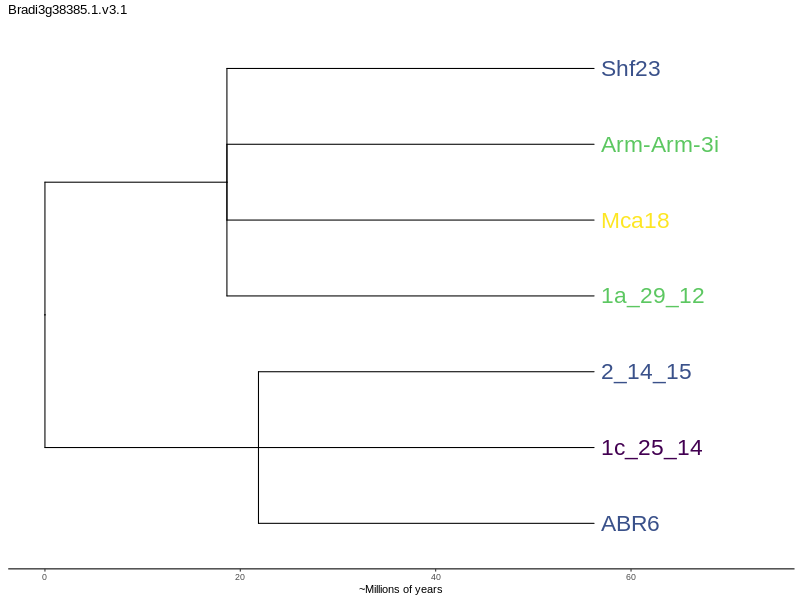 Bradi3g38385.1.v3.1
Shf23
Arm-Arm-3i
Mca18
1a_29_12
2_14_15
1c_25_14
ABR6
0 20 40 60
~Millions of years